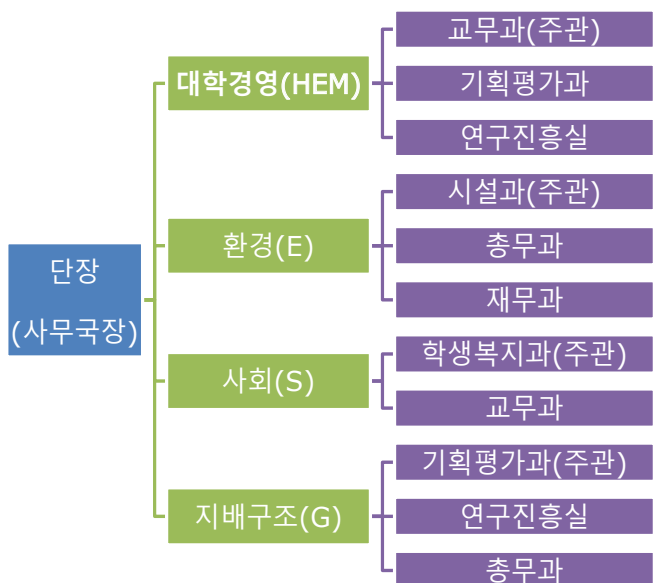 단장
(사무국장)
대학경영(HEM)
교무과(주관)
기획평가과
연구진흥실
환경(E)
시설과(주관)
총무과
재무과
사회(S)
학생복지과(주관)
교무과
지배구조(G)
기획평가과(주관)
연구진흥실
총무과